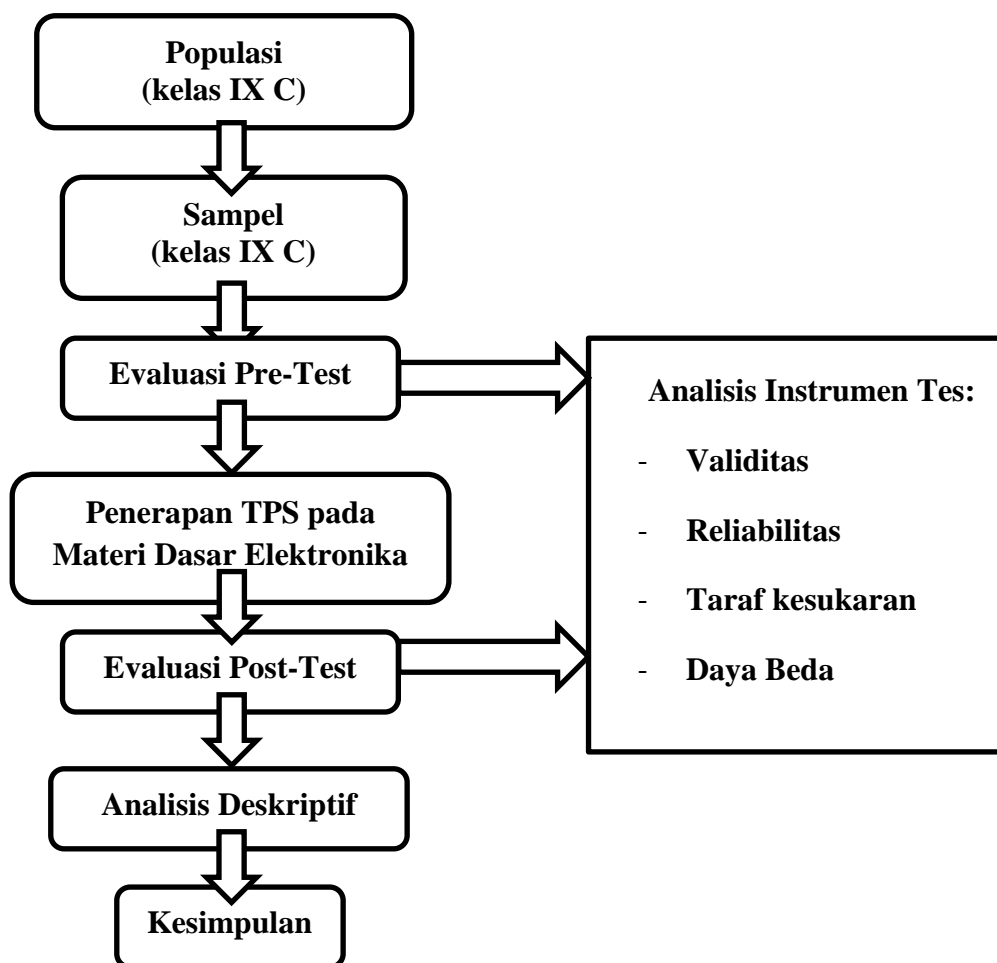 Populasi
(kelas IX C)
Sampel
(kelas IX C)
Evaluasi Pre-Test
Penerapan TPS pada
Materi Dasar Elektronika
Evaluasi Post-Test
Analisis Deskriptif
Kesimpulan
Analisis Instrumen Tes:
- Validitas
- Reliabilitas
- Taraf kesukaran
- Daya Beda